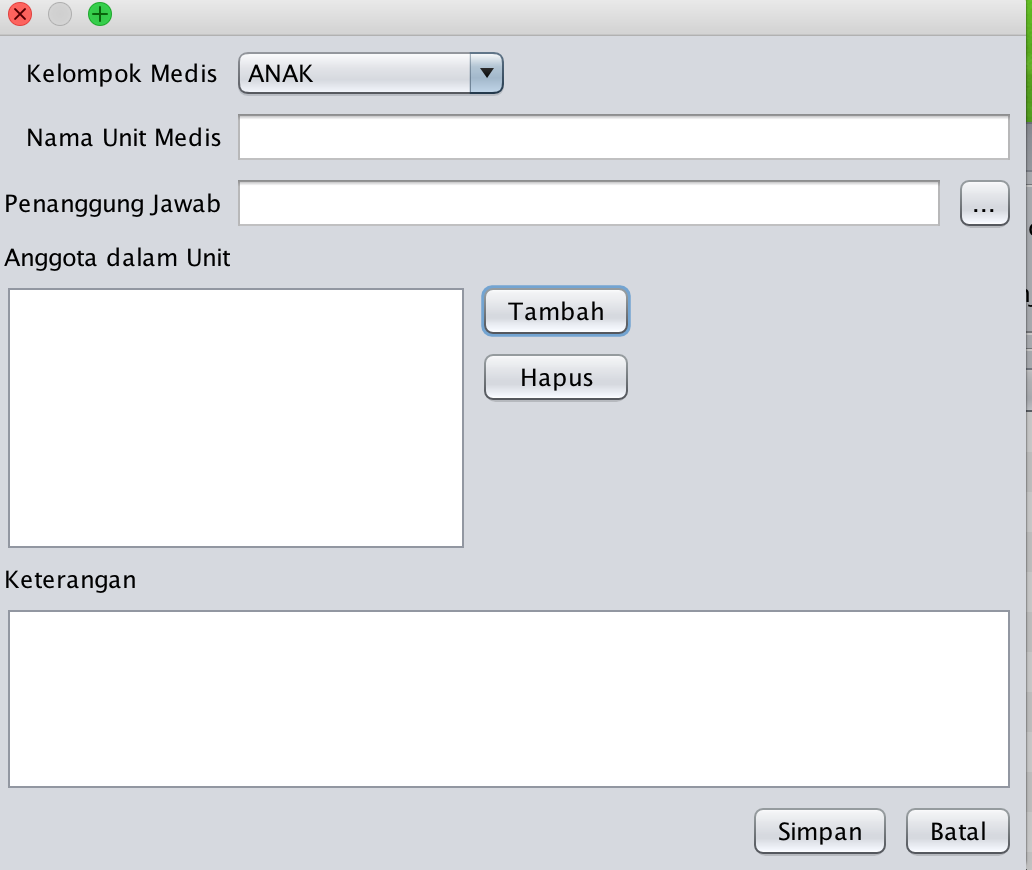 Kelompok Medis ANAK
Nama Unit Medis
Penanggung Jawab ...
Anggota dalam Unit
Tambah
Hapus
Keterangan
Simpan Batal